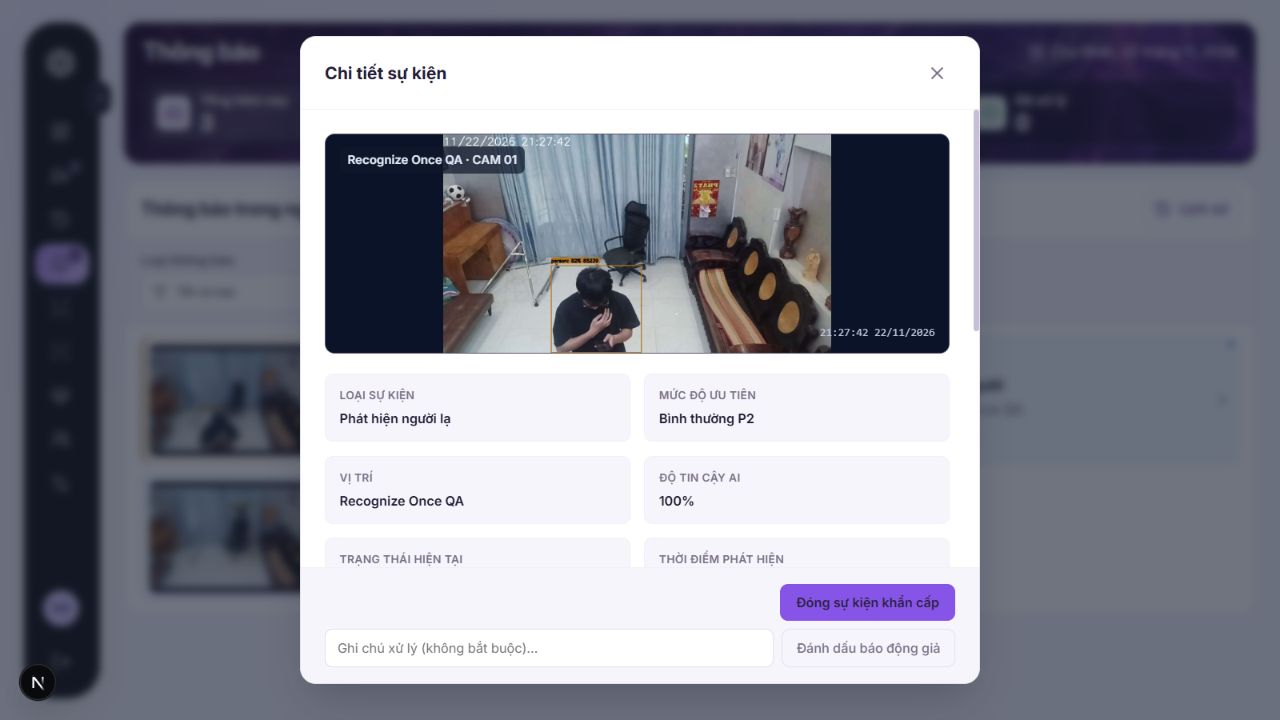 Thông báo
Chi tiết sự kiện
11/22/2026 21:27:42
Recognize Once QA · CAM 01
21:27:42 22/11/2026
LOẠI SỰ KIỆN
Phát hiện người lạ
MỨC ĐỘ ƯU TIÊN
Bình thường P2
VỊ TRÍ
Recognize Once QA
ĐỘ TIN CẬY AI
100%
TRẠNG THÁI HIỆN TẠI
THỜI ĐIỂM PHÁT HIỆN
Đóng sự kiện khẩn cấp
Ghi chú xử lý (không bắt buộc)...
Đánh dấu báo động giả
N